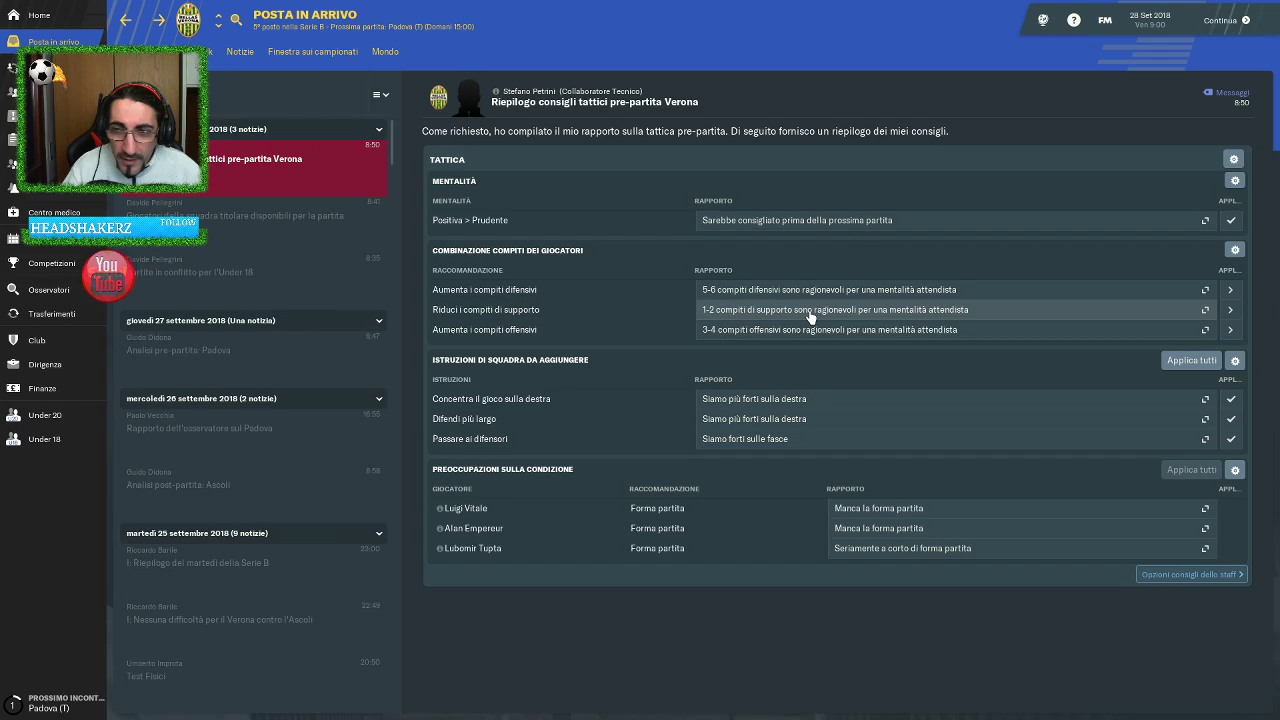 Home
POSTA IN ARRIVO
5° posto nella Serie B - Prossima partita: Padova (T) (Domani 15:00)
FM
28 Set 2018
Ven 9:00
Continua
Posta in arrivo
Notizie
Finestra sui campionati
Mondo
Stefano Petrini (Collaboratore Tecnico)
Riepilogo consigli tattici pre-partita Verona
Messaggi
8:50
2018 (3 notizie)
8:50
attici pre-partita Verona
Come richiesto, ho compilato il mio rapporto sulla tattica pre-partita. Di seguito fornisco un riepilogo dei miei consigli.
TATTICA
MENTALITÀ
MENTALITÀ
RAPPORTO
APPL...
Positiva > Prudente
Sarebbe consigliato prima della prossima partita
Davide Pellegrini
8:47
Giocatori della squadra titolare disponibili per la partita
Centro medico
HEADSHAKERZ
FOLLOW
COMBINAZIONE COMPITI DEI GIOCATORI
RACCOMANDAZIONE
RAPPORTO
APPL...
Aumenta i compiti difensivi
5-6 compiti difensivi sono ragionevoli per una mentalità attendista
Riduci i compiti di supporto
1-2 compiti di supporto sono ragionevoli per una mentalità attendista
Aumenta i compiti offensivi
3-4 compiti offensivi sono ragionevoli per una mentalità attendista
Davide Pellegrini
8:35
Partite in conflitto per l'Under 18
Competizioni
You
Tube
Osservatori
Trasferimenti
Club
Dirigenza
Finanze
Under 20
Under 18
giovedì 27 settembre 2018 (Una notizia)
Guido Didona
8:47
Analisi pre-partita: Padova
mercoledì 26 settembre 2018 (2 notizie)
Paolo Vecchia
16:55
Rapporto dell'osservatore sul Padova
Guido Didona
8:58
Analisi post-partita: Ascoli
martedì 25 settembre 2018 (9 notizie)
Riccardo Barile
23:00
I: Riepilogo del martedì della Serie B
Riccardo Barile
22:49
I: Nessuna difficoltà per il Verona contro l'Ascoli
Umberto Improta
20:50
Test Fisici
ISTRUZIONI DI SQUADRA DA AGGIUNGERE
Applica tutti
ISTRUZIONI
RAPPORTO
APPL...
Concentra il gioco sulla destra
Siamo più forti sulla destra
Difendi più largo
Siamo più forti sulla destra
Passare ai difensori
Siamo forti sulle fasce
PREOCCUPAZIONI SULLA CONDIZIONE
Applica tutti
GIOCATORE
RACCOMANDAZIONE
RAPPORTO
APPL...
Luigi Vitale
Forma partita
Manca la forma partita
Alan Empereur
Forma partita
Manca la forma partita
Lubomir Tupta
Forma partita
Seriamente a corto di forma partita
Opzioni consigli dello staff
1
PROSSIMO INCONT...
Padova (T)